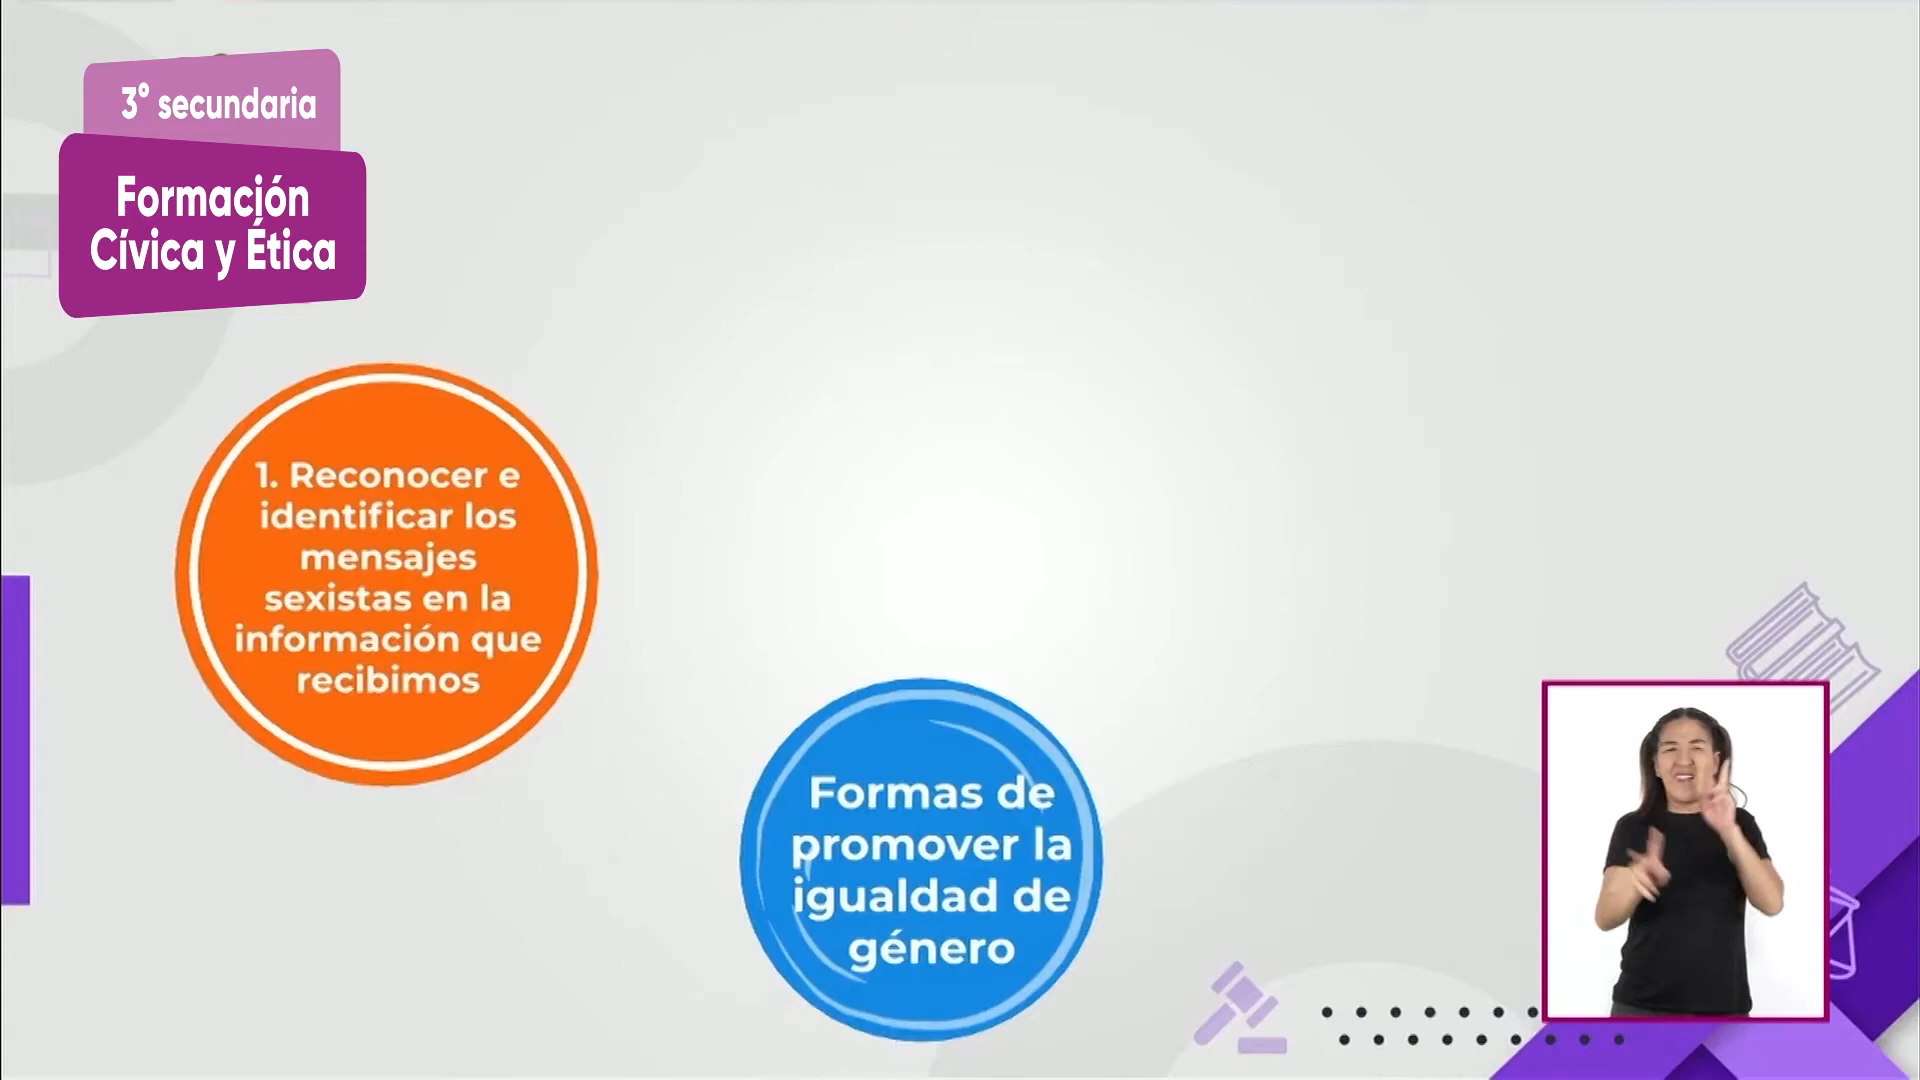 3° secundaria
Formación
Cívica y Ética
1. Reconocer e
identificar los
mensajes
sexistas en la
información que
recibimos
Formas de
promover la
igualdad de
género